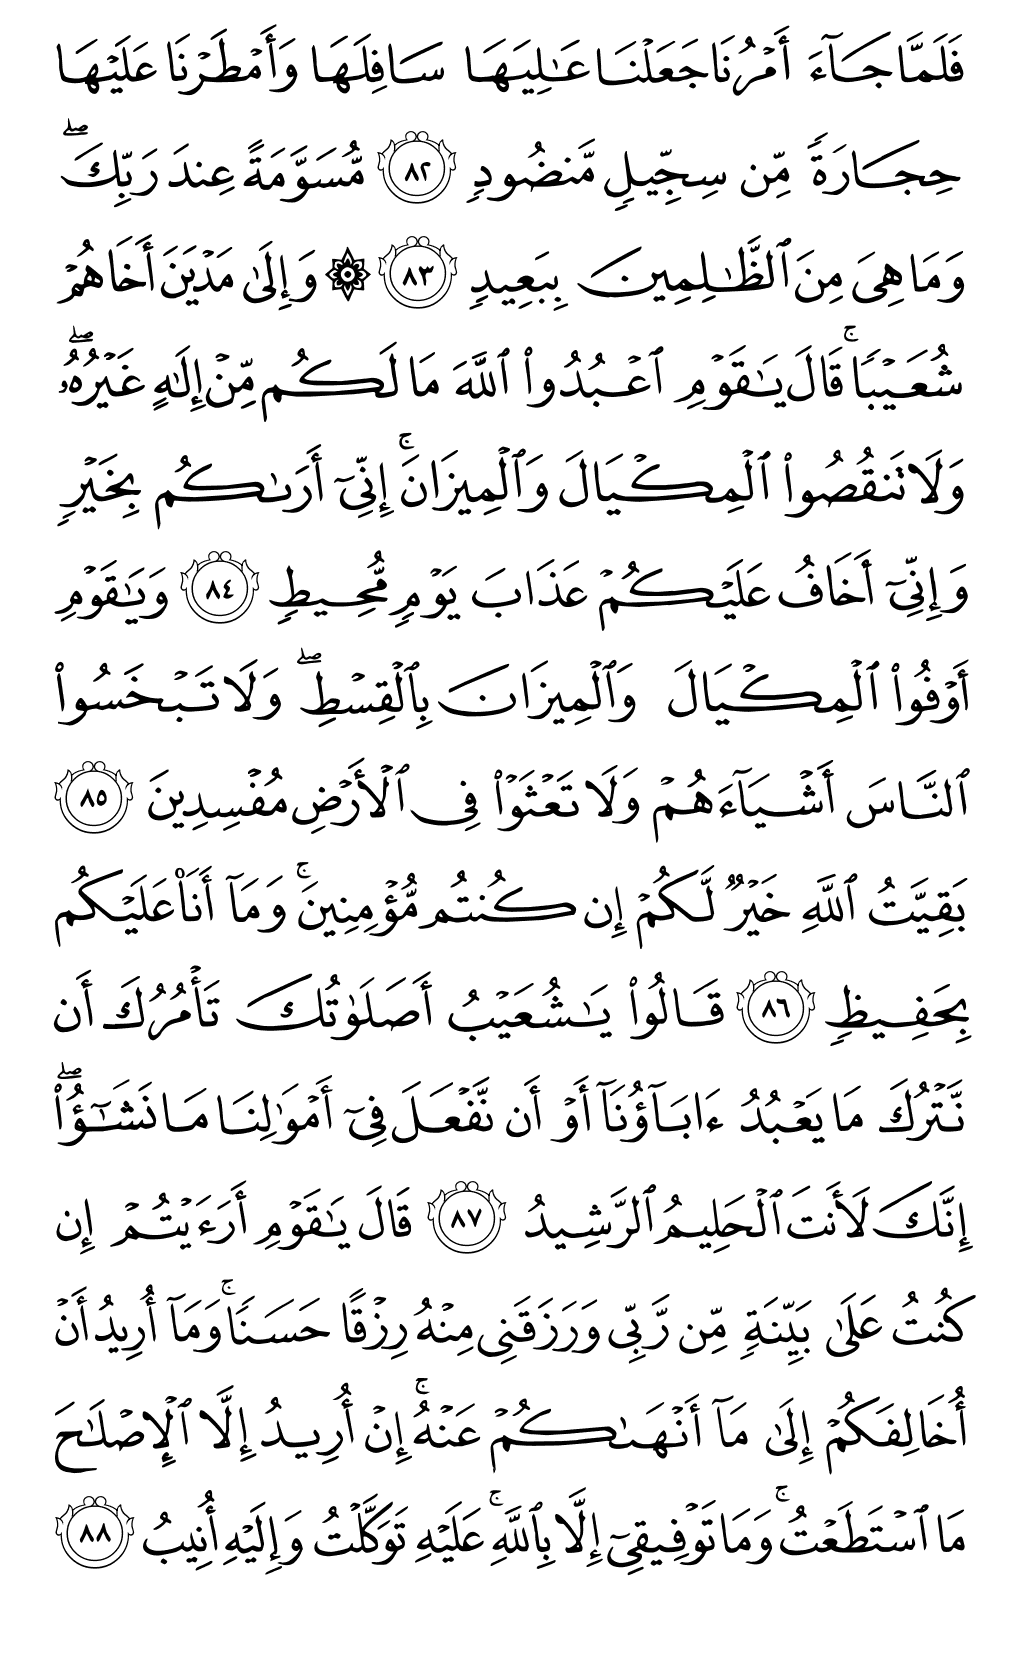 فَلَمَّا جَآءَ أَمۡرُنَا جَعَلۡنَا عَٰلِيَهَا سَافِلَهَا وَأَمۡطَرۡنَا عَلَيۡهَا
حِجَارَةٗ مِّن سِجِّيلٖ مَّنضُودٖ ٨٢ مُّسَوَّمَةً عِندَ رَبِّكَۖ
وَمَا هِيَ مِنَ ٱلظَّٰلِمِينَ بِبَعِيدٖ ٨٣ ۞ وَإِلَىٰ مَدۡيَنَ أَخَاهُمۡ
شُعَيۡبٗاۚ قَالَ يَٰقَوۡمِ ٱعۡبُدُواْ ٱللَّهَ مَا لَكُم مِّنۡ إِلَٰهٍ غَيۡرُهُۥۖ
وَلَا تَنقُصُواْ ٱلۡمِكۡيَالَ وَٱلۡمِيزَانَۚ إِنِّيٓ أَرَىٰكُم بِخَيۡرٖ
وَإِنِّيٓ أَخَافُ عَلَيۡكُمۡ عَذَابَ يَوۡمٖ مُّحِيطٖ ٨٤ وَيَٰقَوۡمِ
أَوۡفُواْ ٱلۡمِكۡيَالَ وَٱلۡمِيزَانَ بِٱلۡقِسۡطِۖ وَلَا تَبۡخَسُواْ
ٱلنَّاسَ أَشۡيَآءَهُمۡ وَلَا تَعۡثَوۡاْ فِي ٱلۡأَرۡضِ مُفۡسِدِينَ ٨٥
بَقِيَّتُ ٱللَّهِ خَيۡرٞ لَّكُمۡ إِن كُنتُم مُّؤۡمِنِينَۚ وَمَآ أَنَا۠ عَلَيۡكُم
بِحَفِيظٖ ٨٦ قَالُواْ يَٰشُعَيۡبُ أَصَلَوٰتُكَ تَأۡمُرُكَ أَن
نَّتۡرُكَ مَا يَعۡبُدُ ءَابَآؤُنَآ أَوۡ أَن نَّفۡعَلَ فِيٓ أَمۡوَٰلِنَا مَا نَشَٰٓؤُاْۖ
إِنَّكَ لَأَنتَ ٱلۡحَلِيمُ ٱلرَّشِيدُ ٨٧ قَالَ يَٰقَوۡمِ أَرَءَيۡتُمۡ إِن
كُنتُ عَلَىٰ بَيِّنَةٖ مِّن رَّبِّي وَرَزَقَنِي مِنۡهُ رِزۡقًا حَسَنٗاۚ وَمَآ أُرِيدُ أَنۡ
أُخَالِفَكُمۡ إِلَىٰ مَآ أَنۡهَىٰكُمۡ عَنۡهُۚ إِنۡ أُرِيدُ إِلَّا ٱلۡإِصۡلَٰحَ
مَا ٱسۡتَطَعۡتُۚ وَمَا تَوۡفِيقِيٓ إِلَّا بِٱللَّهِۚ عَلَيۡهِ تَوَكَّلۡتُ وَإِلَيۡهِ أُنِيبُ ٨٨